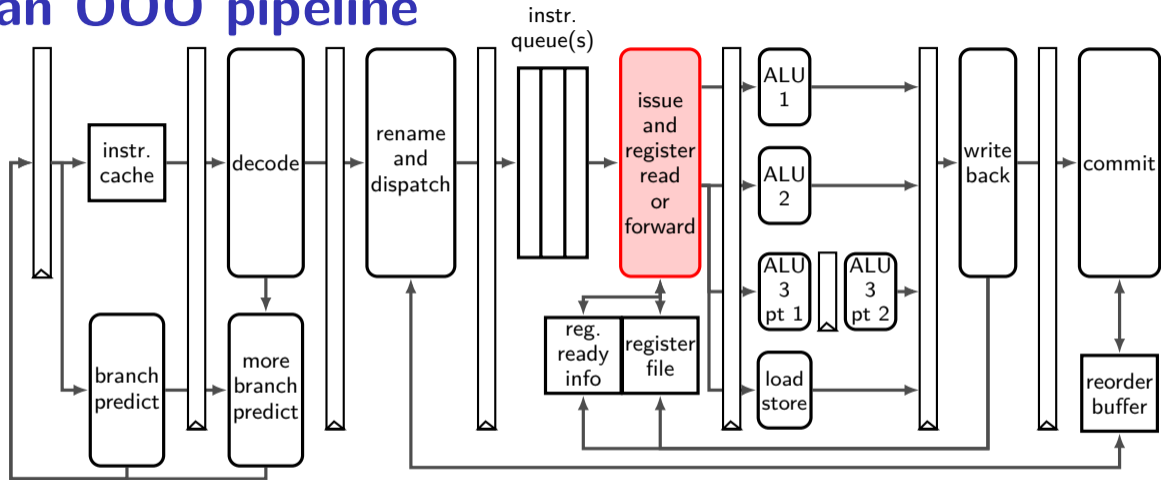 an OOO pipeline
instr.
queue(s)
instr.
cache
decode
rename
and
dispatch
issue
and
register
read
or
forward
ALU
1
ALU
2
ALU
3
pt 1
ALU
3
pt 2
load
store
write
back
commit
branch
predict
more
branch
predict
reg.
ready
info
register
file
reorder
buffer